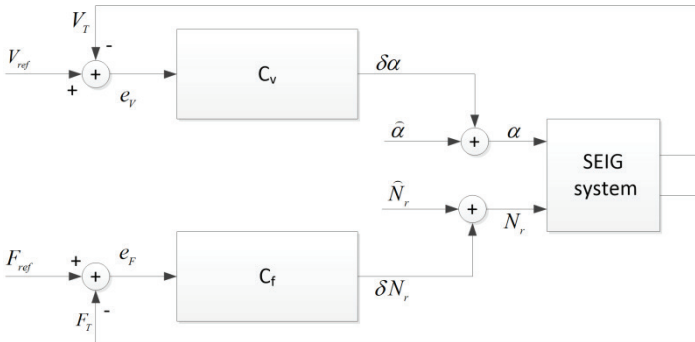 V_T
-
V_ref
+
+
e_V
C_v
δα
α̂
+
α
SEIG
system
N̂_r
+
N_r
F_ref
+
+
e_F
C_f
δN_r
F_T
-